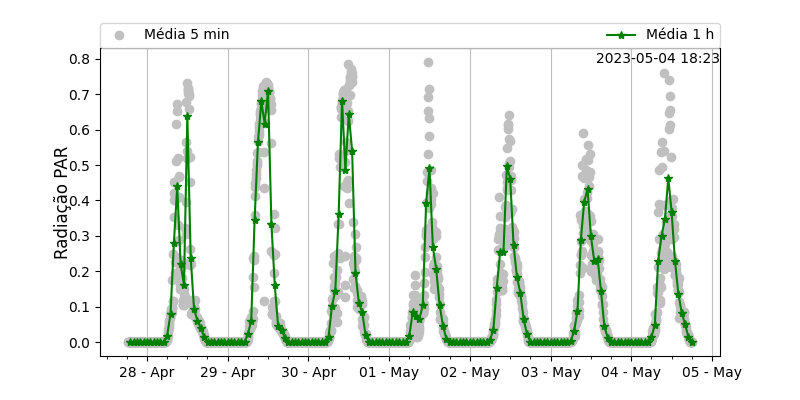 Média 5 min
Média 1 h
2023-05-04 18:23
Radiação PAR
0.8
0.7
0.6
0.5
0.4
0.3
0.2
0.1
0.0
28 - Apr
29 - Apr
30 - Apr
01 - May
02 - May
03 - May
04 - May
05 - May